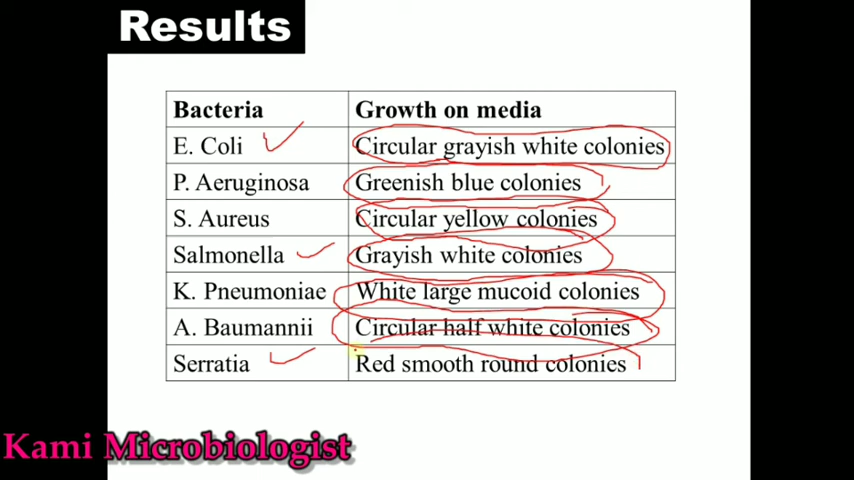 Results
Bacteria Growth on media
E. Coli Circular grayish white colonies
P. Aeruginosa Greenish blue colonies
S. Aureus Circular yellow colonies
Salmonella Grayish white colonies
K. Pneumoniae White large mucoid colonies
A. Baumannii Circular half white colonies
Serratia Red smooth round colonies
Kami Microbiologist